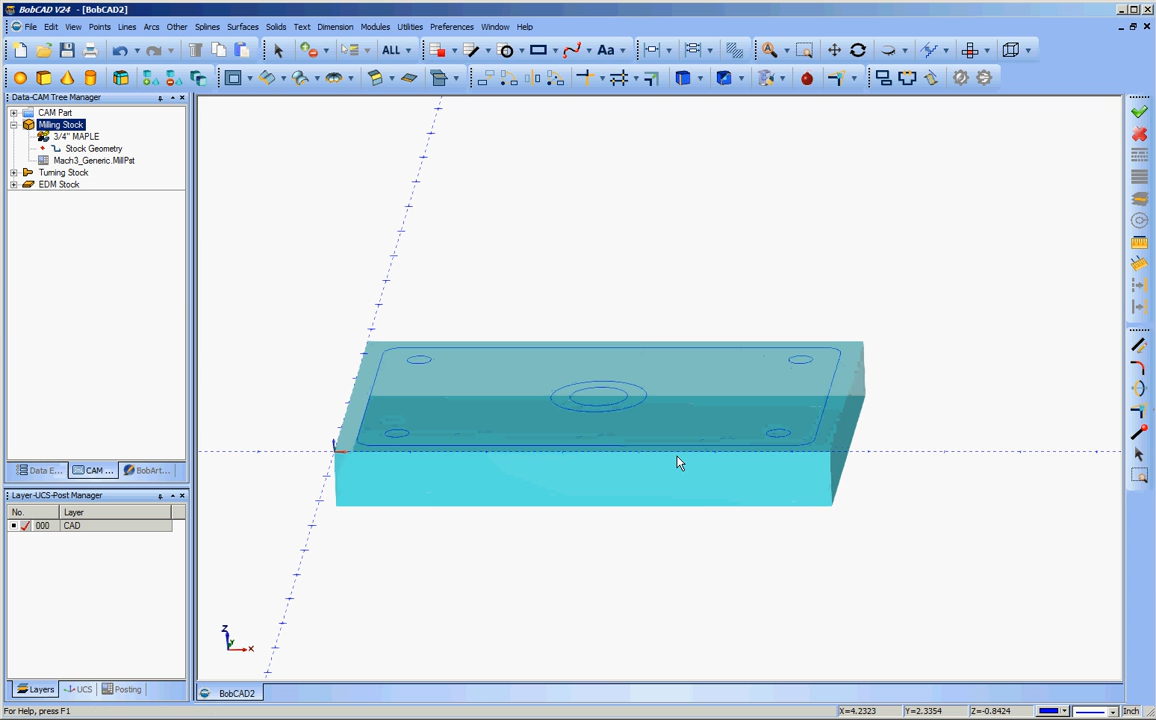 BobCAD V24 - [BobCAD2]
File Edit View Points Lines Arcs Other Splines Surfaces Solids Text Dimension Modules Utilities Preferences Window Help
ALL Aa
Data-CAM Tree Manager
CAM Part
Milling Stock
3/4" MAPLE
Stock Geometry
Mach3_Generic.MillPst
Turning Stock
EDM Stock
Data E... CAM ... BobArt...
Layer-UCS-Post Manager
No. Layer
000 CAD
Z
Y
X
Layers UCS Posting
BobCAD2
For Help, press F1
X=4.2323 Y=2.3354 Z=-0.8424 Inch